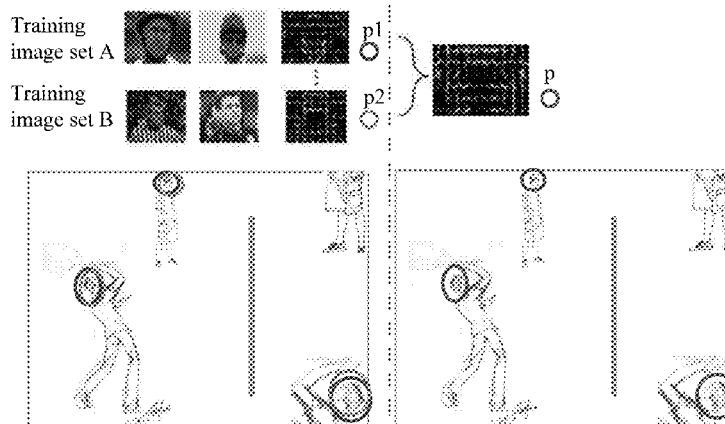 Training
image set A
p1
Training
image set B
p2
p